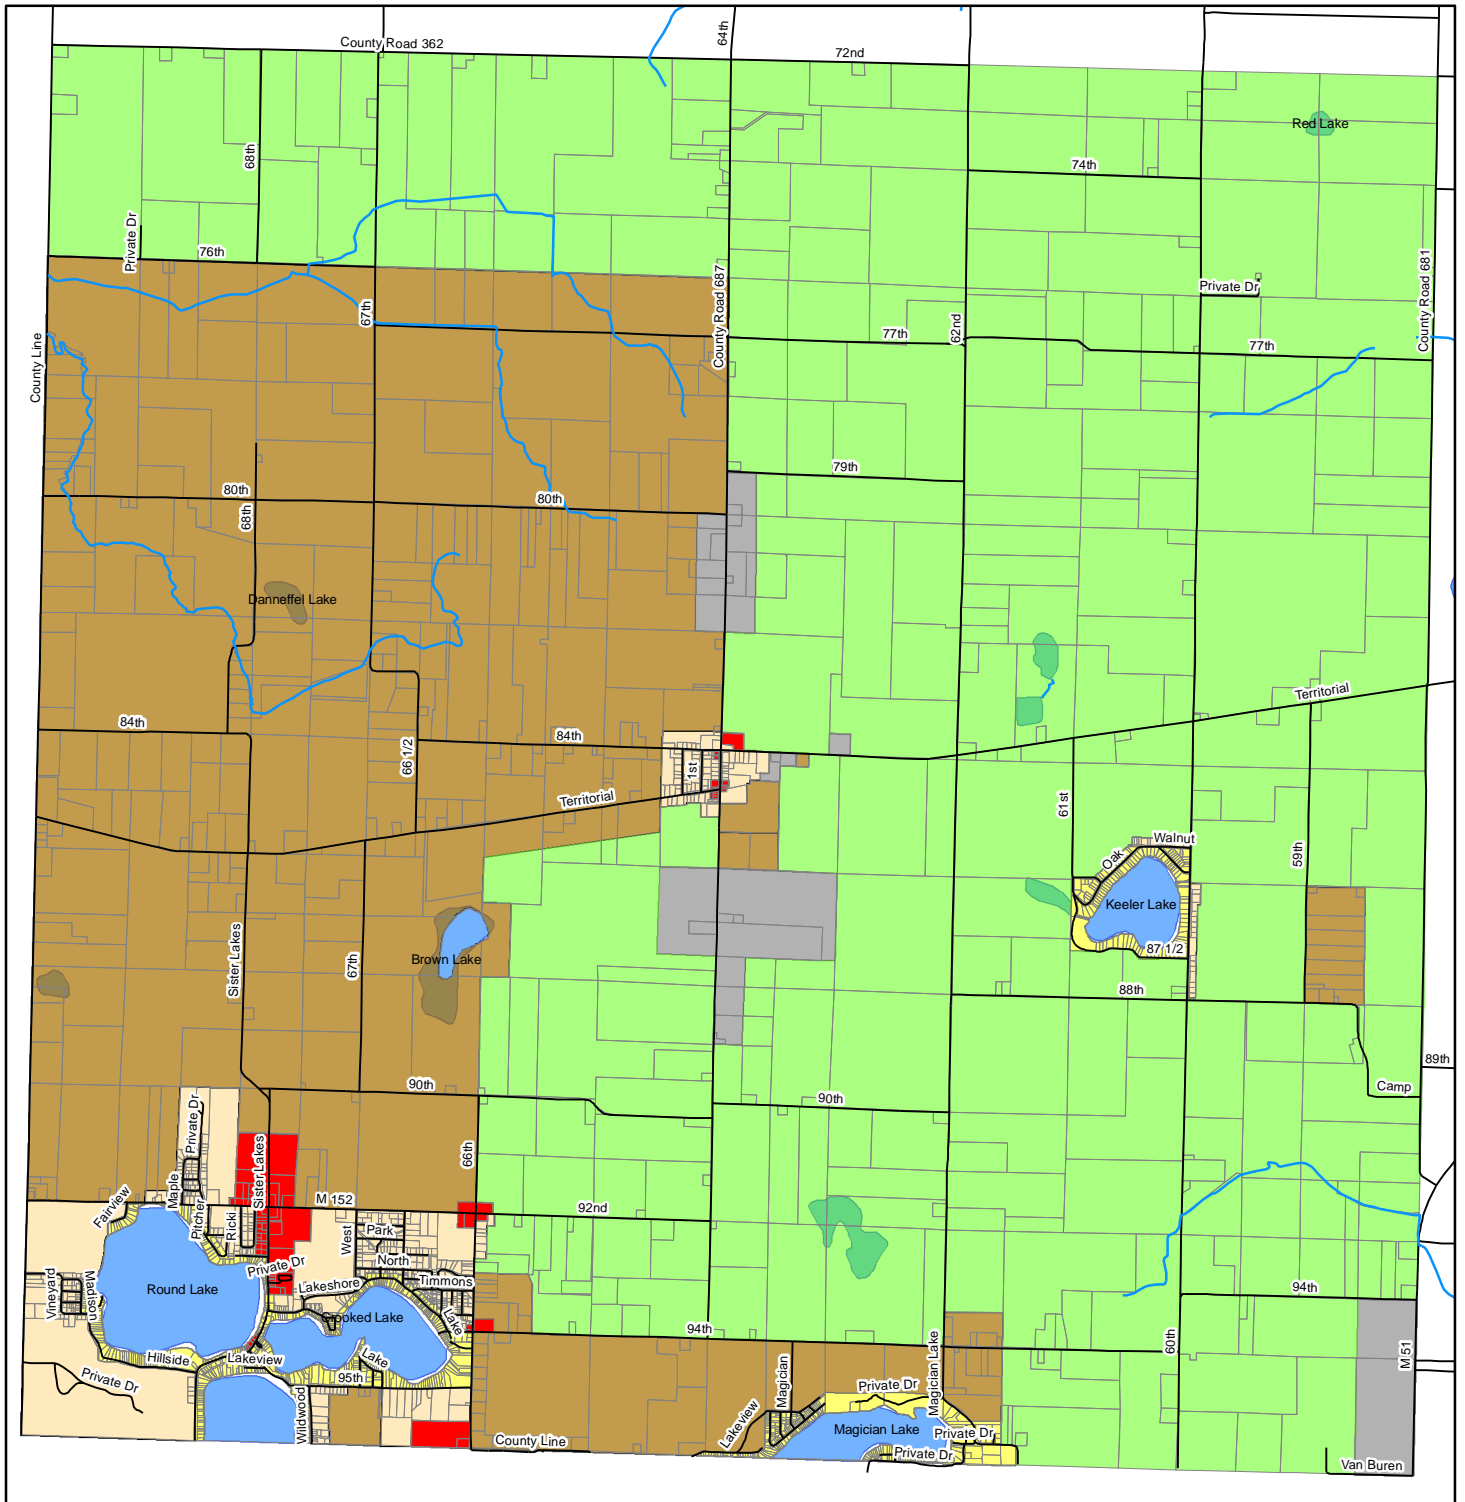 County Road 362
64th
72nd
Red Lake
68th
74th
Private Dr
76th
County Road 687
County Road 681
Private Dr
67th
62nd
77th
77th
County Line
79th
80th
80th
68th
Danneffel Lake
Territorial
84th
84th
66 1/2
1st
Territorial
61st
Walnut
Oak
59th
Keeler Lake
Sister Lakes
87 1/2
Brown Lake
67th
88th
89th
90th
90th
Camp
Private Dr
66th
Sister Lakes
Maple
M 152
Fairview
Pitcher
Ricki
92nd
West
Park
North
Private Dr
Timmons
Vineyard
Madison
Round Lake
Lakeshore
94th
Crooked Lake
Lake
94th
60th
M 51
Hillside
Lakeview
Lake
Private Dr
95th
Magician
Magician Lake
Private Dr
Wildwood
Lakeview
Magician Lake
Private Dr
County Line
Private Dr
Van Buren